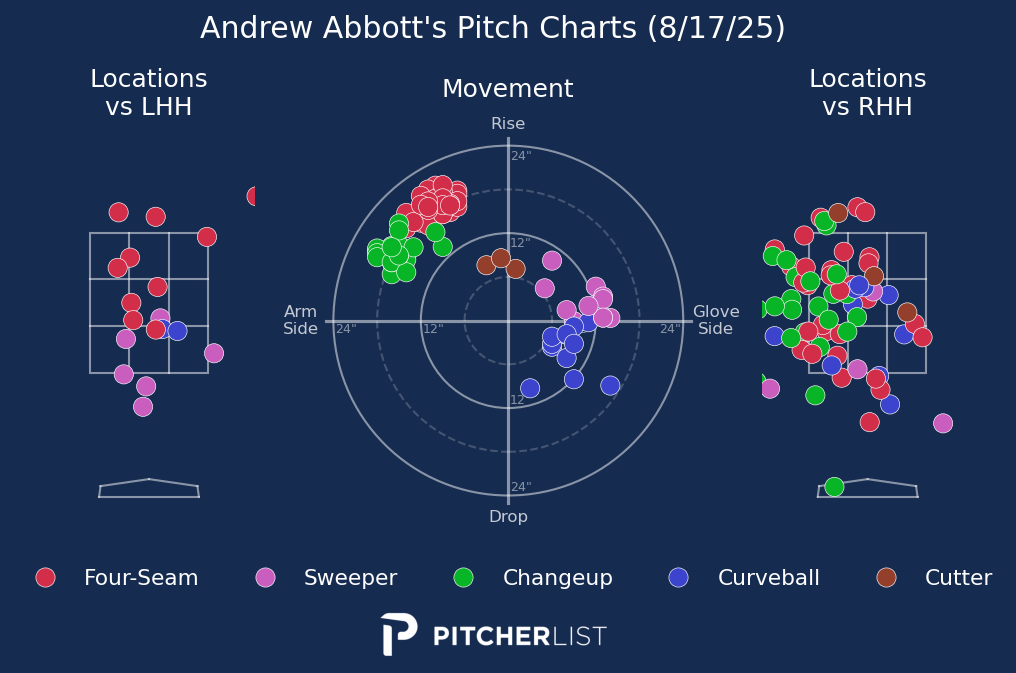 Andrew Abbott's Pitch Charts (8/17/25)
Locations
vs LHH
Movement
Locations
vs RHH
Rise
24"
12"
Arm
Side
24"
12"
24"
Glove
Side
12"
24"
Drop
Four-Seam
Sweeper
Changeup
Curveball
Cutter
PITCHERLIST